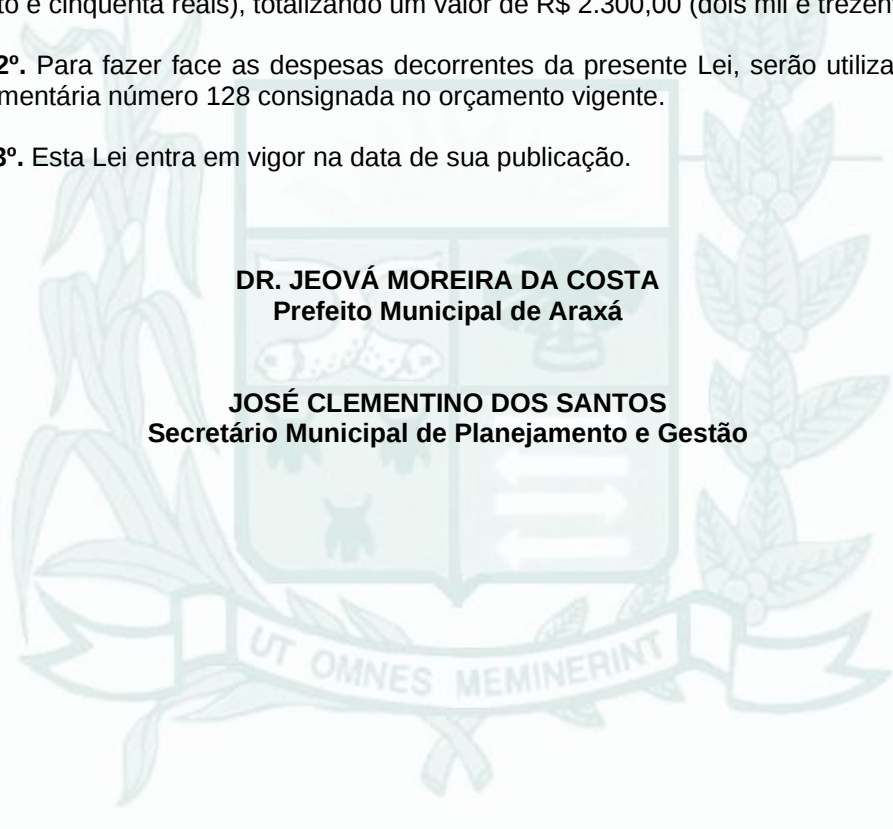 to e cinquenta reais), totalizando um valor de R$ 2.300,00 (dois mil e trezent
2º. Para fazer face as despesas decorrentes da presente Lei, serão utiliza
mentária número 128 consignada no orçamento vigente.
3º. Esta Lei entra em vigor na data de sua publicação.
DR. JEOVÁ MOREIRA DA COSTA
Prefeito Municipal de Araxá
JOSÉ CLEMENTINO DOS SANTOS
Secretário Municipal de Planejamento e Gestão
UT OMNES MEMINERINT